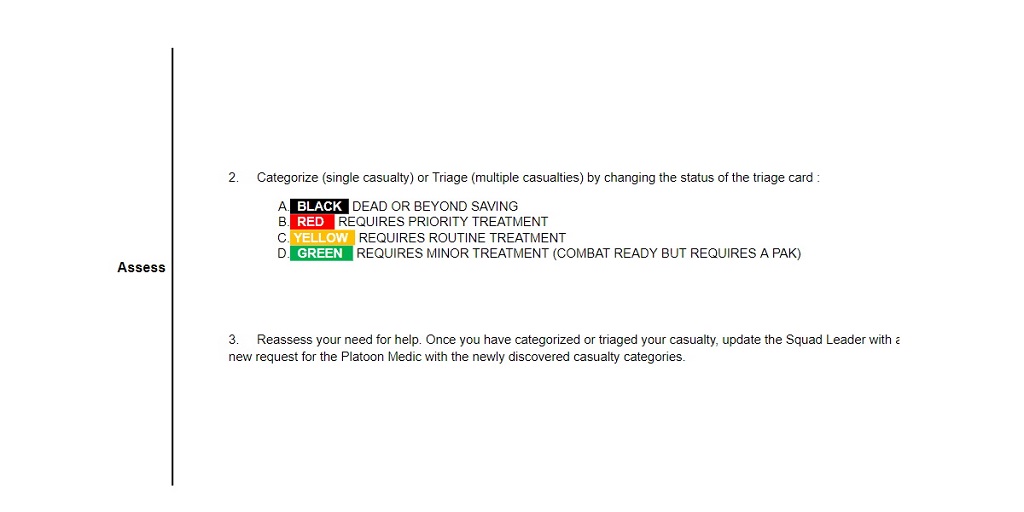 2. Categorize (single casualty) or Triage (multiple casualties) by changing the status of the triage card :
A. BLACK DEAD OR BEYOND SAVING
B. RED REQUIRES PRIORITY TREATMENT
C. YELLOW REQUIRES ROUTINE TREATMENT
D. GREEN REQUIRES MINOR TREATMENT (COMBAT READY BUT REQUIRES A PAK)
Assess
3. Reassess your need for help. Once you have categorized or triaged your casualty, update the Squad Leader with
new request for the Platoon Medic with the newly discovered casualty categories.